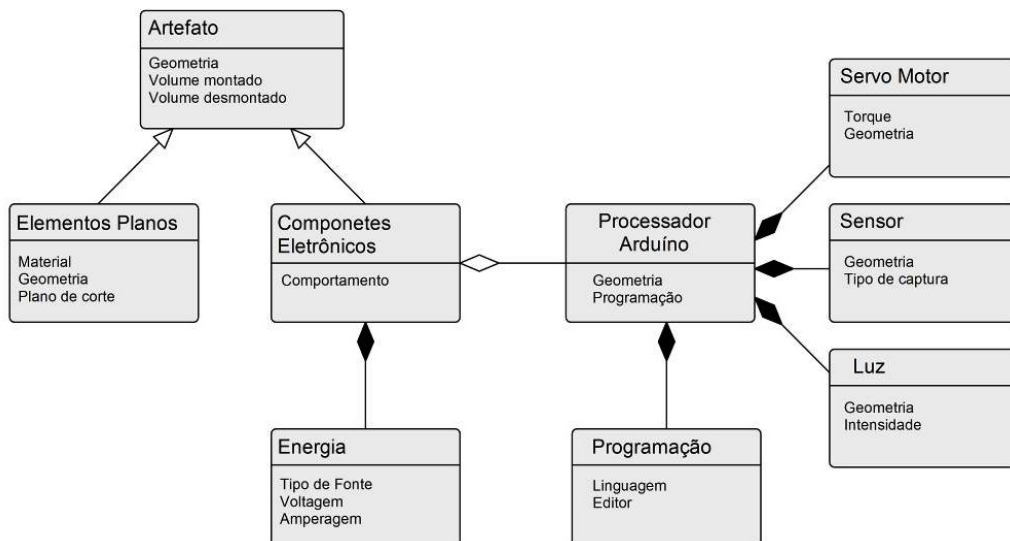 Artefato
Geometria
Volume montado
Volume desmontado
Servo Motor
Torque
Geometria
Elementos Planos
Material
Geometria
Plano de corte
Componetes
Eletrônicos
Comportamento
Processador
Arduíno
Geometria
Programação
Sensor
Geometria
Tipo de captura
Luz
Geometria
Intensidade
Energia
Tipo de Fonte
Voltagem
Amperagem
Programação
Linguagem
Editor